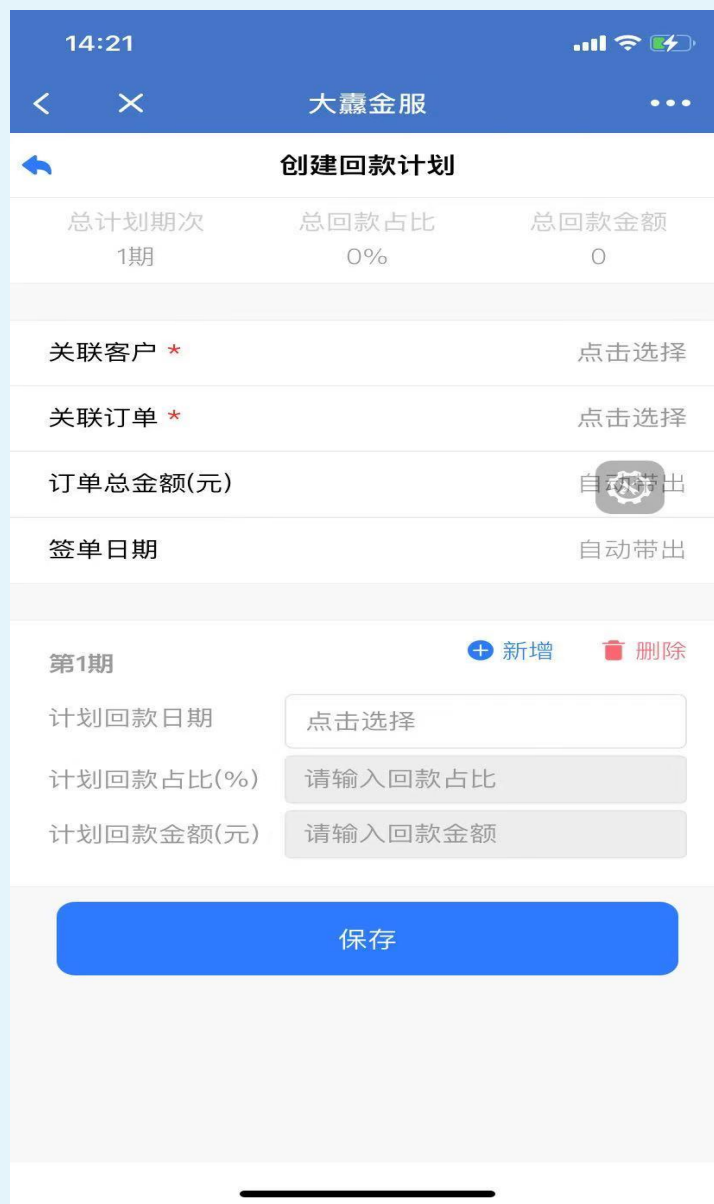 14:21
大纛金服
创建回款计划
总计划期次 总回款占比 总回款金额
1期 0% 0
关联客户 * 点击选择
关联订单 * 点击选择
订单总金额(元) 自动带出
签单日期 自动带出
第1期 新增 删除
计划回款日期 点击选择
计划回款占比(%) 请输入回款占比
计划回款金额(元) 请输入回款金额
保存